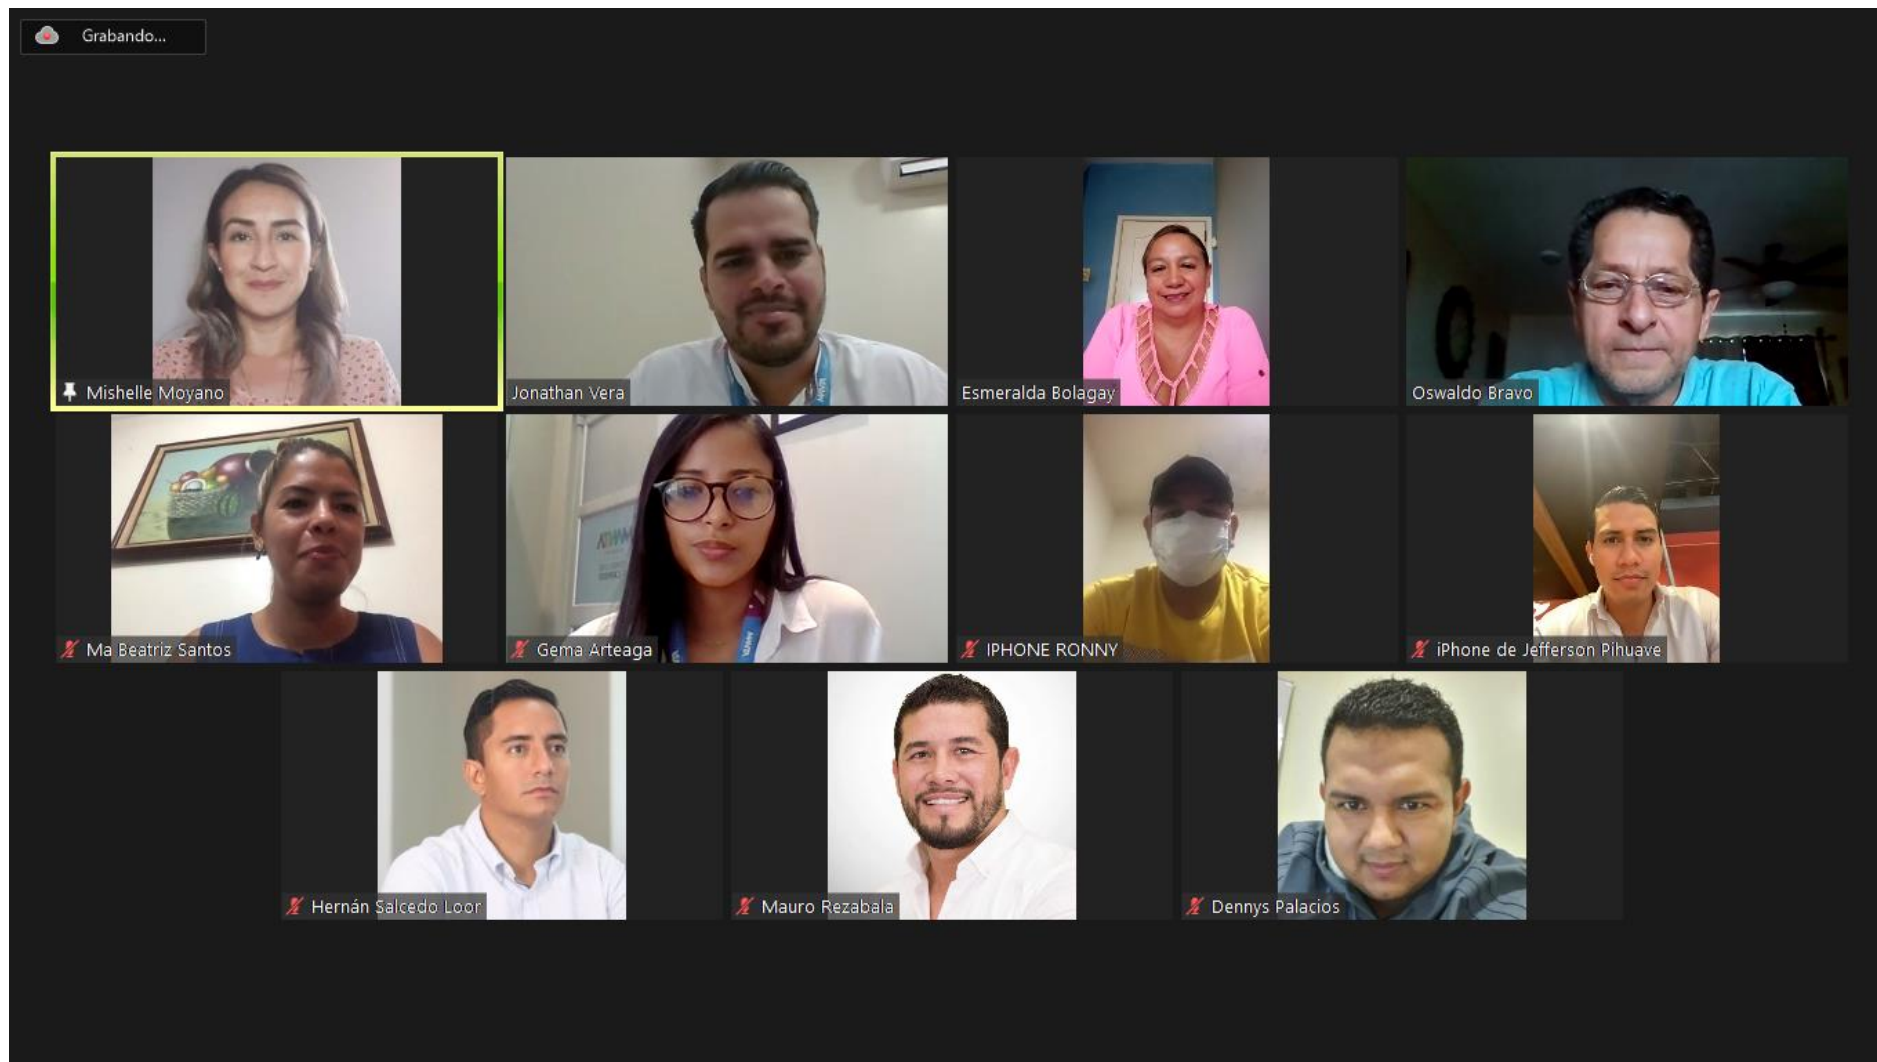 Grabando...
Mishelle Moyano
Jonathan Vera
Esmeralda Bolagay
Oswaldo Bravo
Ma Beatriz Santos
Gema Arteaga
IPHONE RONNY
iPhone de Jefferson Pihuave
Hernán Salcedo Loor
Mauro Rezabala
Dennys Palacios